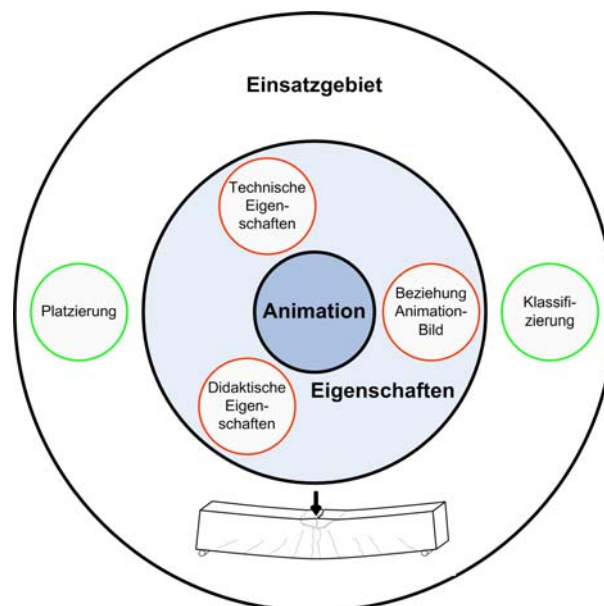 Einsatzgebiet
Technische
Eigen-
schaften
Platzierung
Animation
Beziehung
Animation-
Bild
Klassifi-
zierung
Didaktische
Eigen-
schaften
Eigenschaften